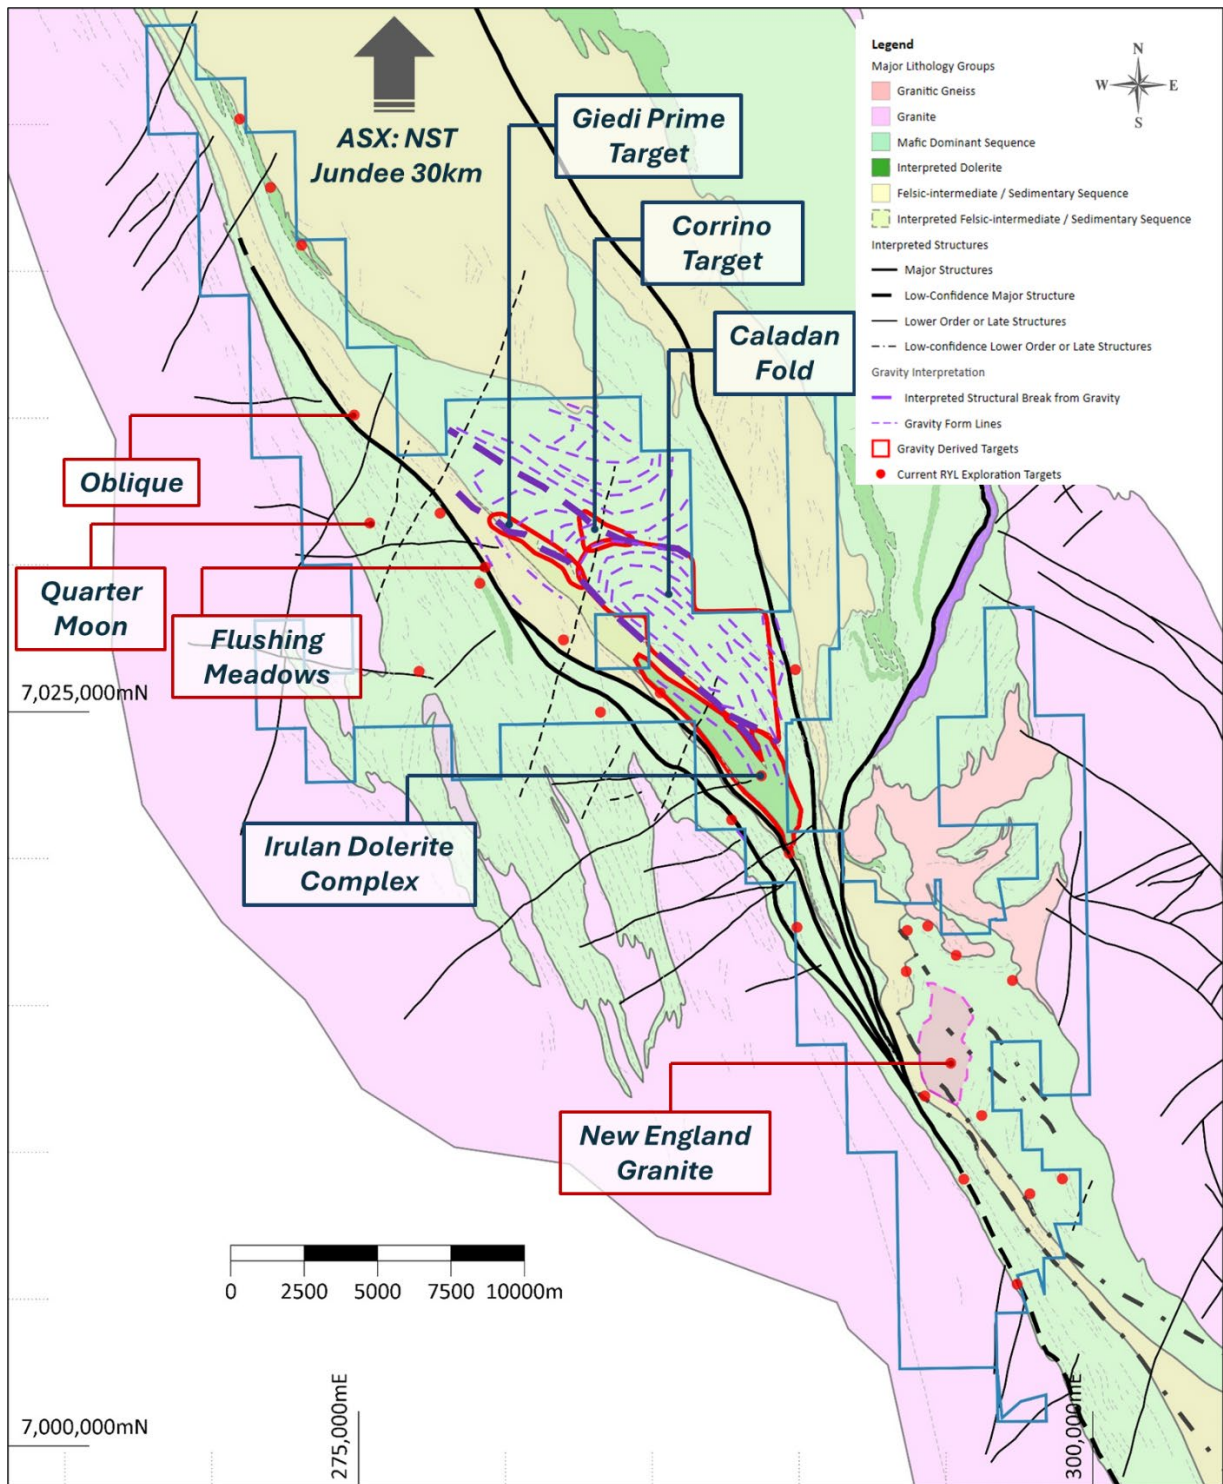 ASX: NST
Jundee 30km
Giedi Prime
Target
Corrino
Target
Caladan
Fold
Legend
Major Lithology Groups
Granitic Gneiss
Granite
Mafic Dominant Sequence
Interpreted Dolerite
Felsic-intermediate / Sedimentary Sequence
Interpreted Felsic-intermediate / Sedimentary Sequence
Interpreted Structures
Major Structures
Low-Confidence Major Structure
Lower Order or Late Structures
Low-confidence Lower Order or Late Structures
Gravity Interpretation
Interpreted Structural Break from Gravity
Gravity Form Lines
Gravity Derived Targets
Current RYL Exploration Targets
N
W
E
S
Oblique
Quarter
Moon
Flushing
Meadows
7,025,000mN
Irulan Dolerite
Complex
New England
Granite
0
2500
5000
7500
10000m
7,000,000mN
275,000mE
300,000mE